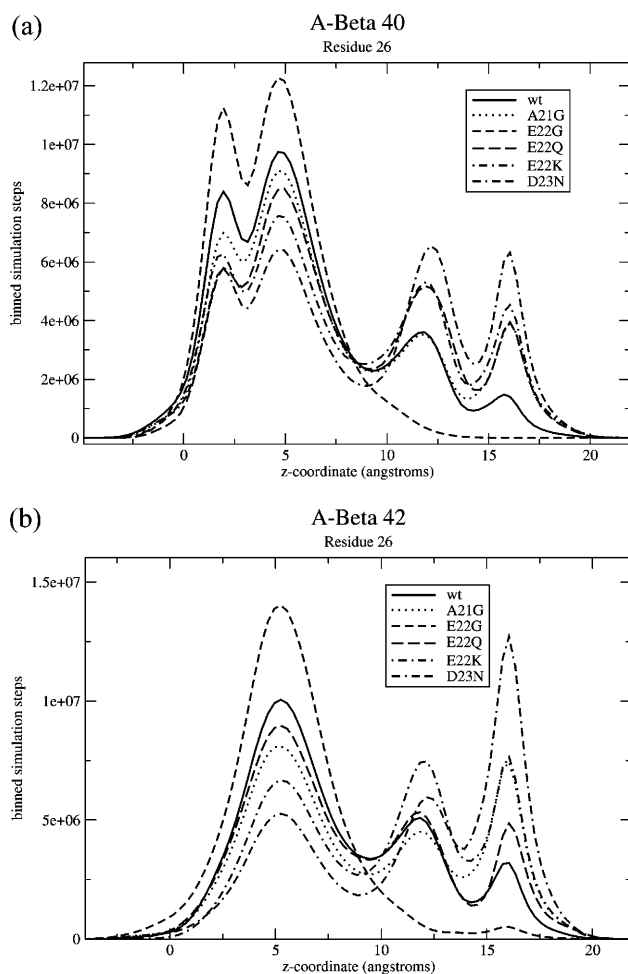 (a)
A-Beta 40
Residue 26
1.2e+07
1e+07
8e+06
6e+06
4e+06
2e+06
0
binned simulation steps
wt
A21G
E22G
E22Q
E22K
D23N
0 5 10 15 20
z-coordinate (angstroms)
(b)
A-Beta 42
Residue 26
1.5e+07
1e+07
5e+06
0
binned simulation steps
wt
A21G
E22G
E22Q
E22K
D23N
0 5 10 15 20
z-coordinate (angstroms)